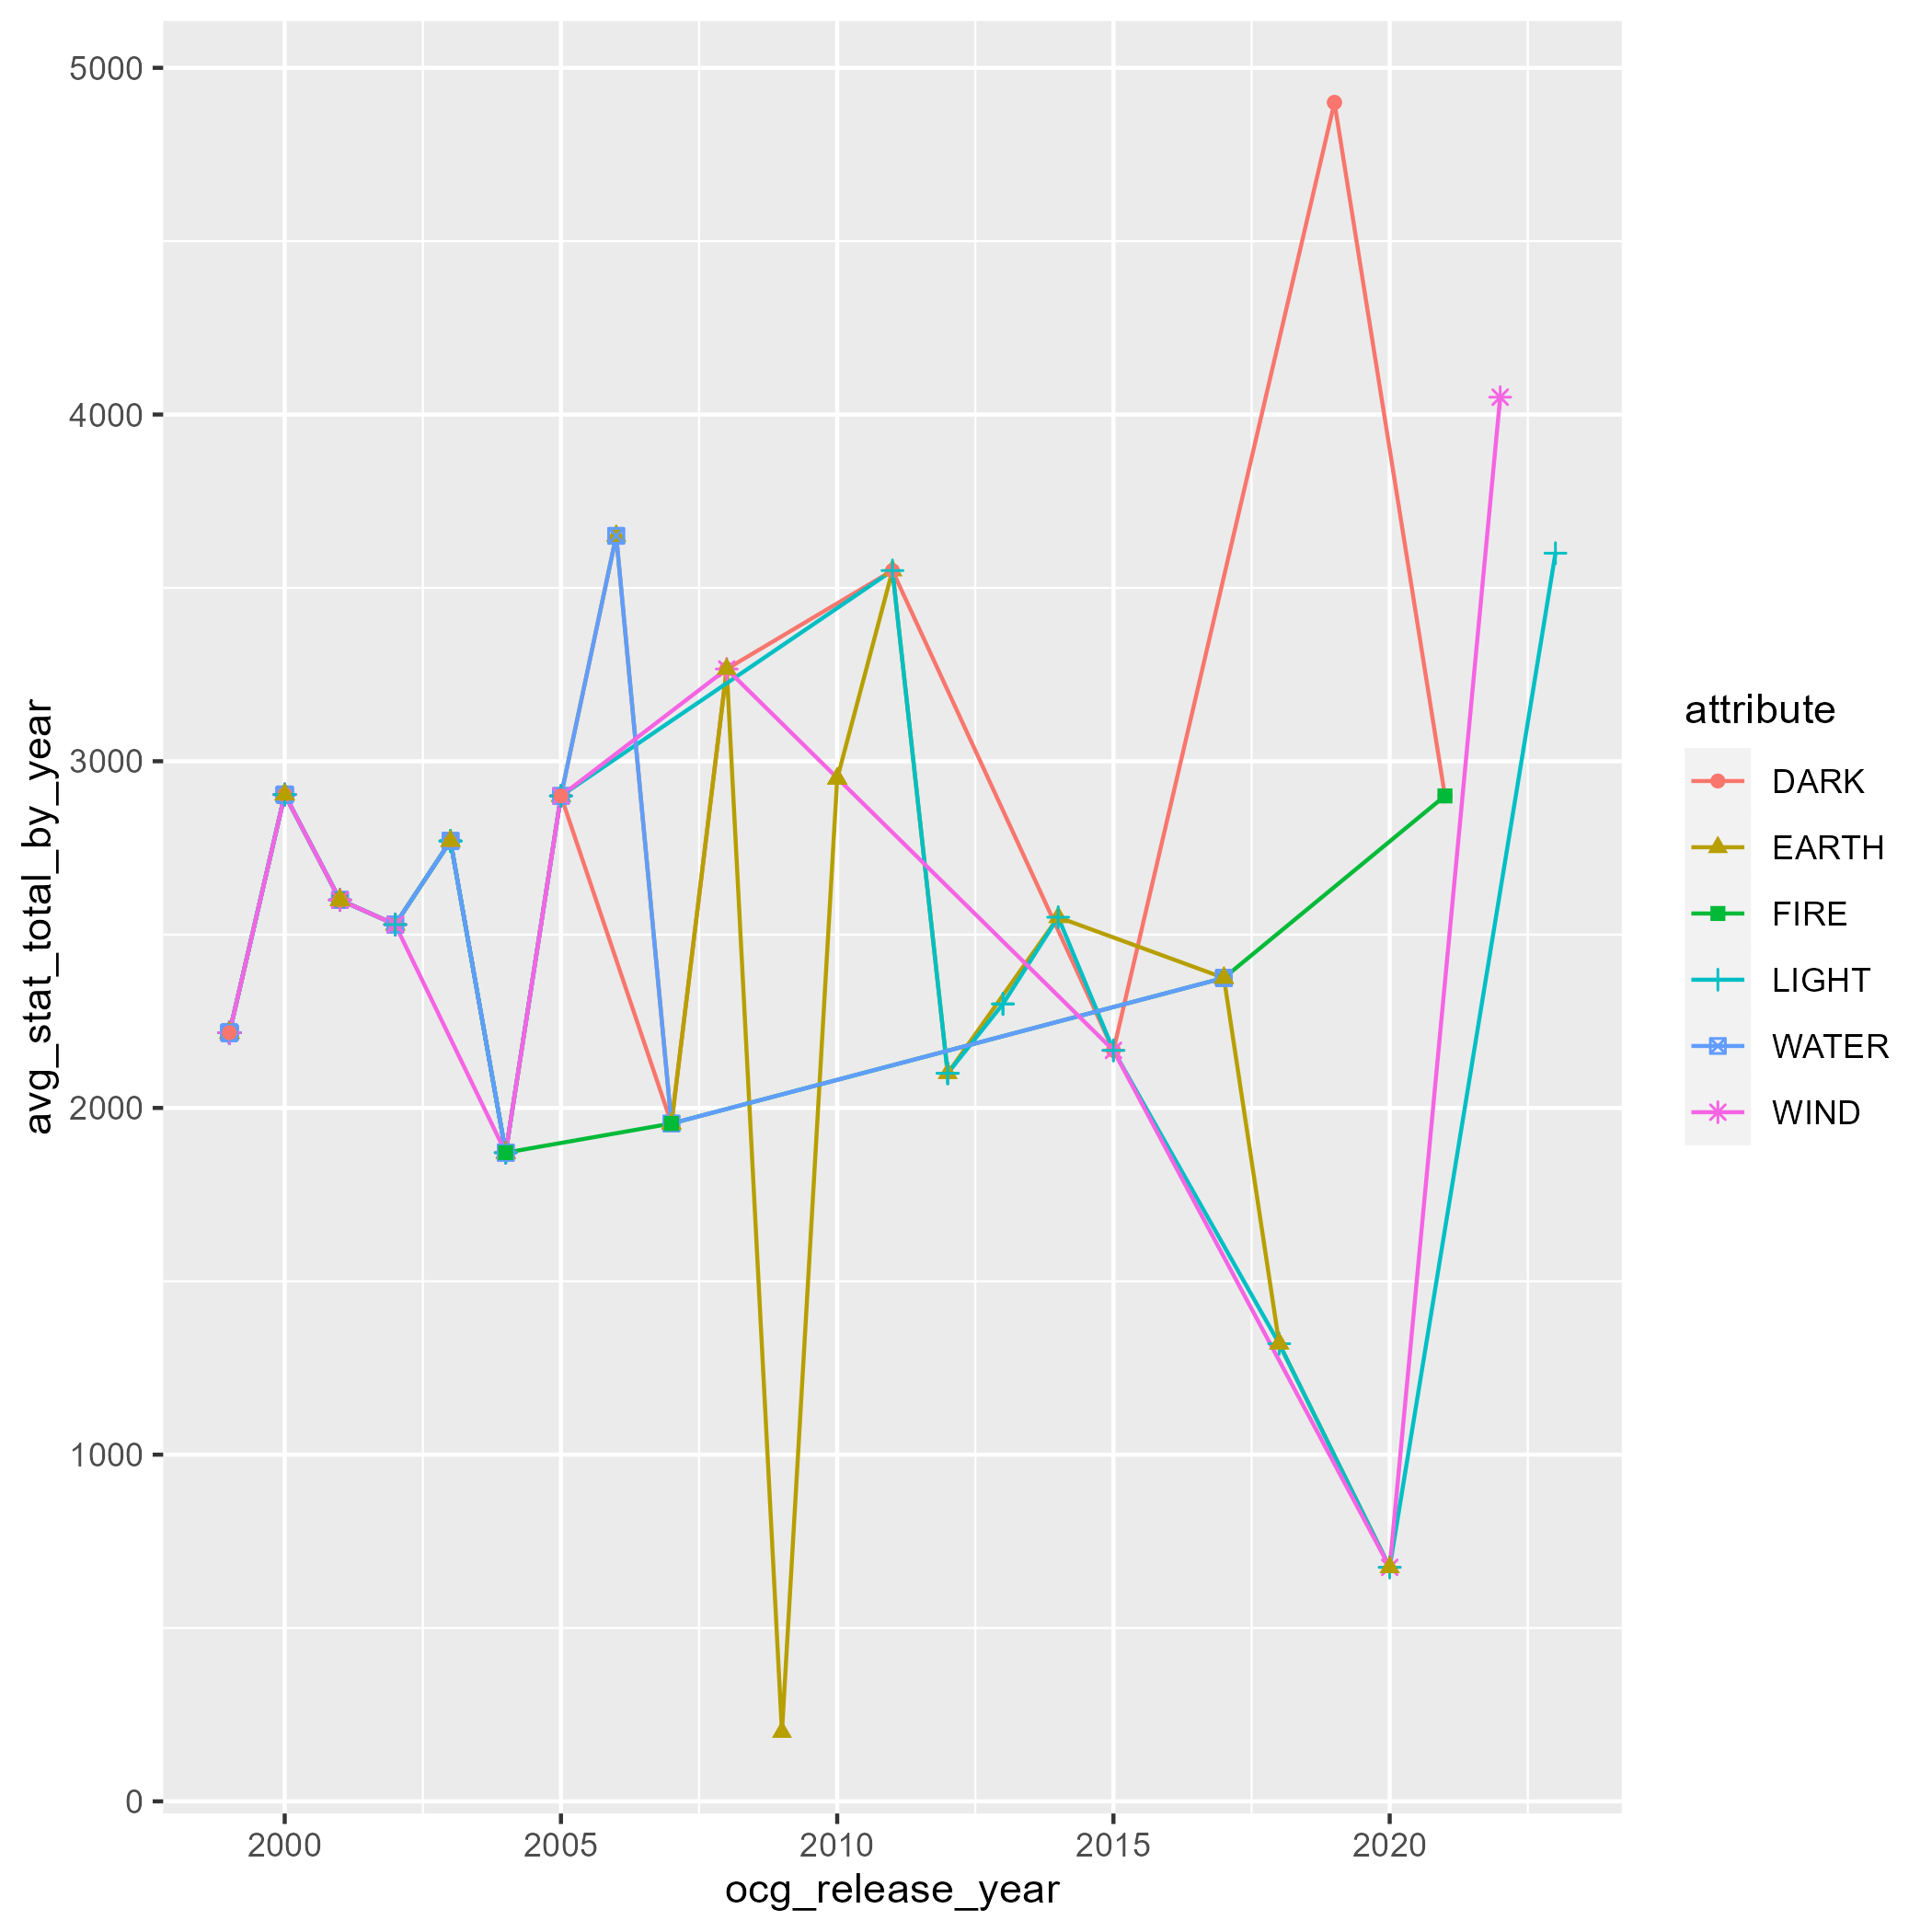 avg_stat_total_by_year
5000
4000
3000
2000
1000
0
2000 2005 2010 2015 2020
ocg_release_year
attribute
DARK
EARTH
FIRE
LIGHT
WATER
WIND